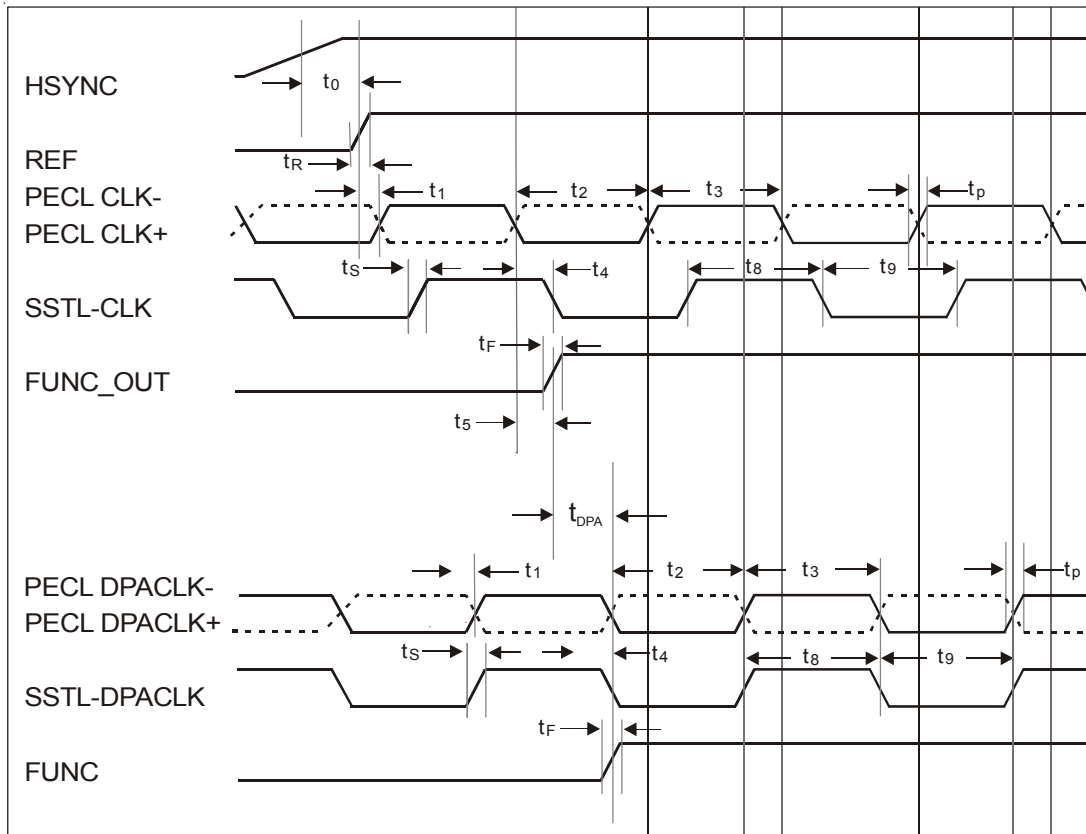 HSYNC
t0
REF
tR
PECL CLK-
t1 t2 t3 tp
PECL CLK+
tS t4 t8 t9
SSTL-CLK
tF
FUNC_OUT
t5
tDPA
PECL DPACLK-
t1 t2 t3 tp
PECL DPACLK+
tS t4 t8 t9
SSTL-DPACLK
tF
FUNC